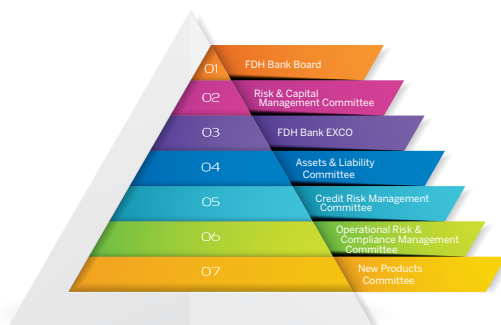 01 FDH Bank Board
02 Risk & Capital
Management Committee
03 FDH Bank EXCO
04 Assets & Liability
Committee
05 Credit Risk Management
Committee
06 Operational Risk &
Compliance Management
Committee
07 New Products
Committee